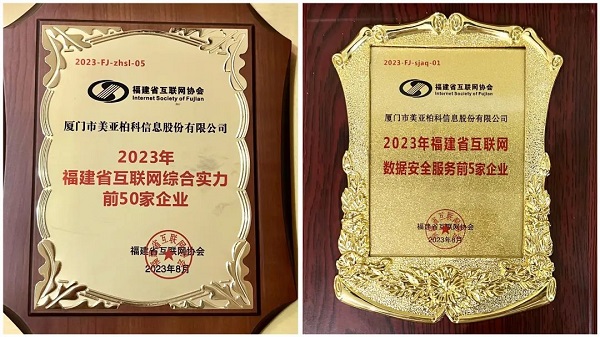 2023-FJ-zhsl-05
福建省互联网协会
Internet Society of Fujian
厦门市美亚柏科信息股份有限公司
2023年
福建省互联网综合实力
前50家企业
福建省互联网协会
2023年8月
2023-FJ-sjaq-01
福建省互联网协会
Internet Society of Fujian
厦门市美亚柏科信息股份有限公司
2023年福建省互联网
数据安全服务前5家企业
福建省互联网协会
2023年8月